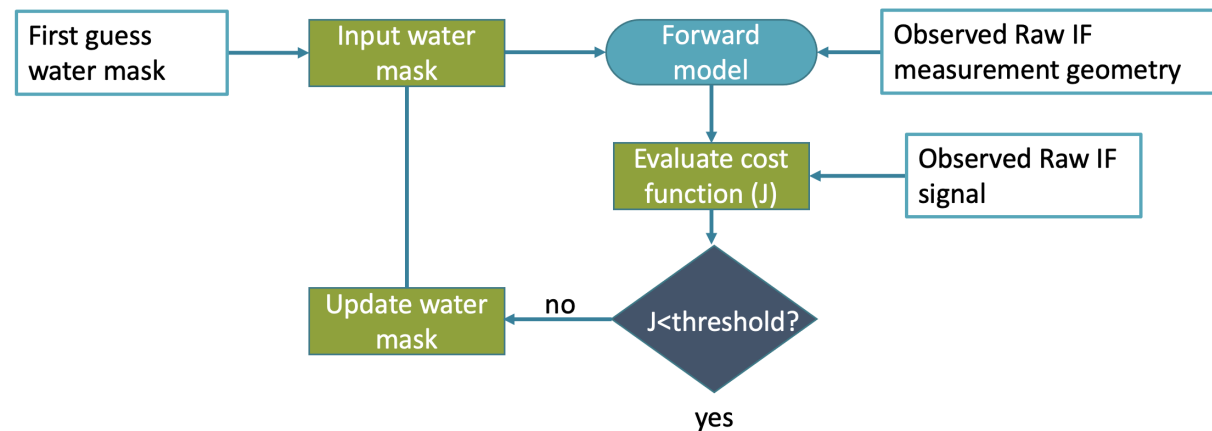 First guess
water mask
Input water
mask
Forward
model
Observed Raw IF
measurement geometry
Evaluate cost
function (J)
Observed Raw IF
signal
Update water
mask
no
J<threshold?
yes